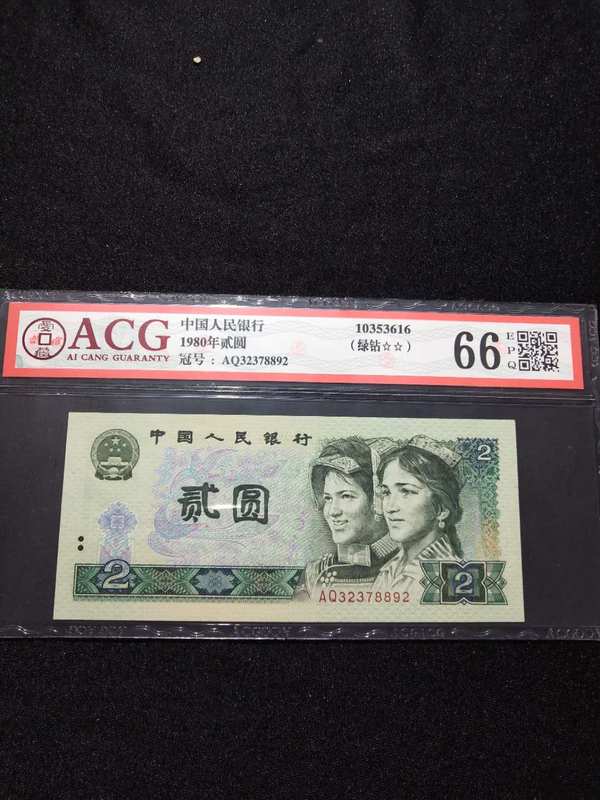 ACG
AI CANG GUARANTY
中国人民银行
1980年贰圆
冠号：AQ32378892
10353616
（绿钻☆☆）
66
EPQ
中国人民银行
贰圆
2
2
2
AQ32378892